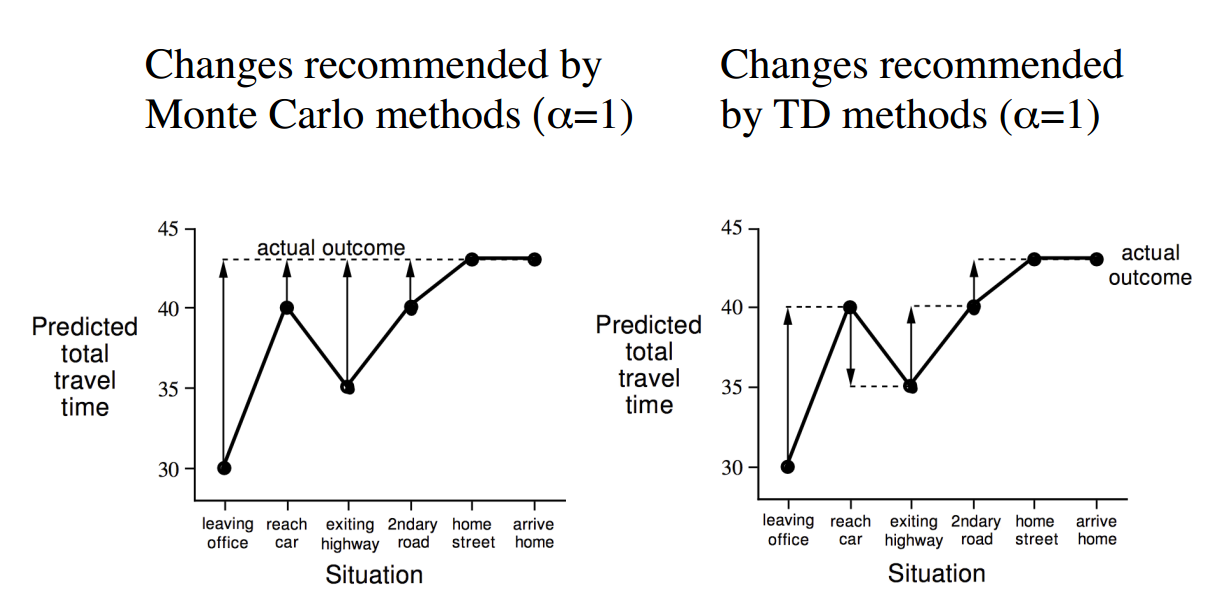 Changes recommended by
Monte Carlo methods (α=1)
45
actual outcome
40
Predicted
total
travel
time
35
30
leaving
office
reach
car
exiting
highway
2ndary
road
home
street
arrive
home
Situation
Changes recommended
by TD methods (α=1)
45
actual
outcome
40
Predicted
total
travel
time
35
30
leaving
office
reach
car
exiting
highway
2ndary
road
home
street
arrive
home
Situation